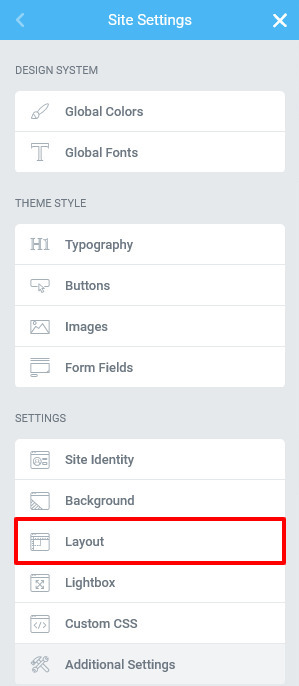 Site Settings
DESIGN SYSTEM
Global Colors
Global Fonts
THEME STYLE
H1 Typography
Buttons
Images
Form Fields
SETTINGS
Site Identity
Background
Layout
Lightbox
Custom CSS
Additional Settings